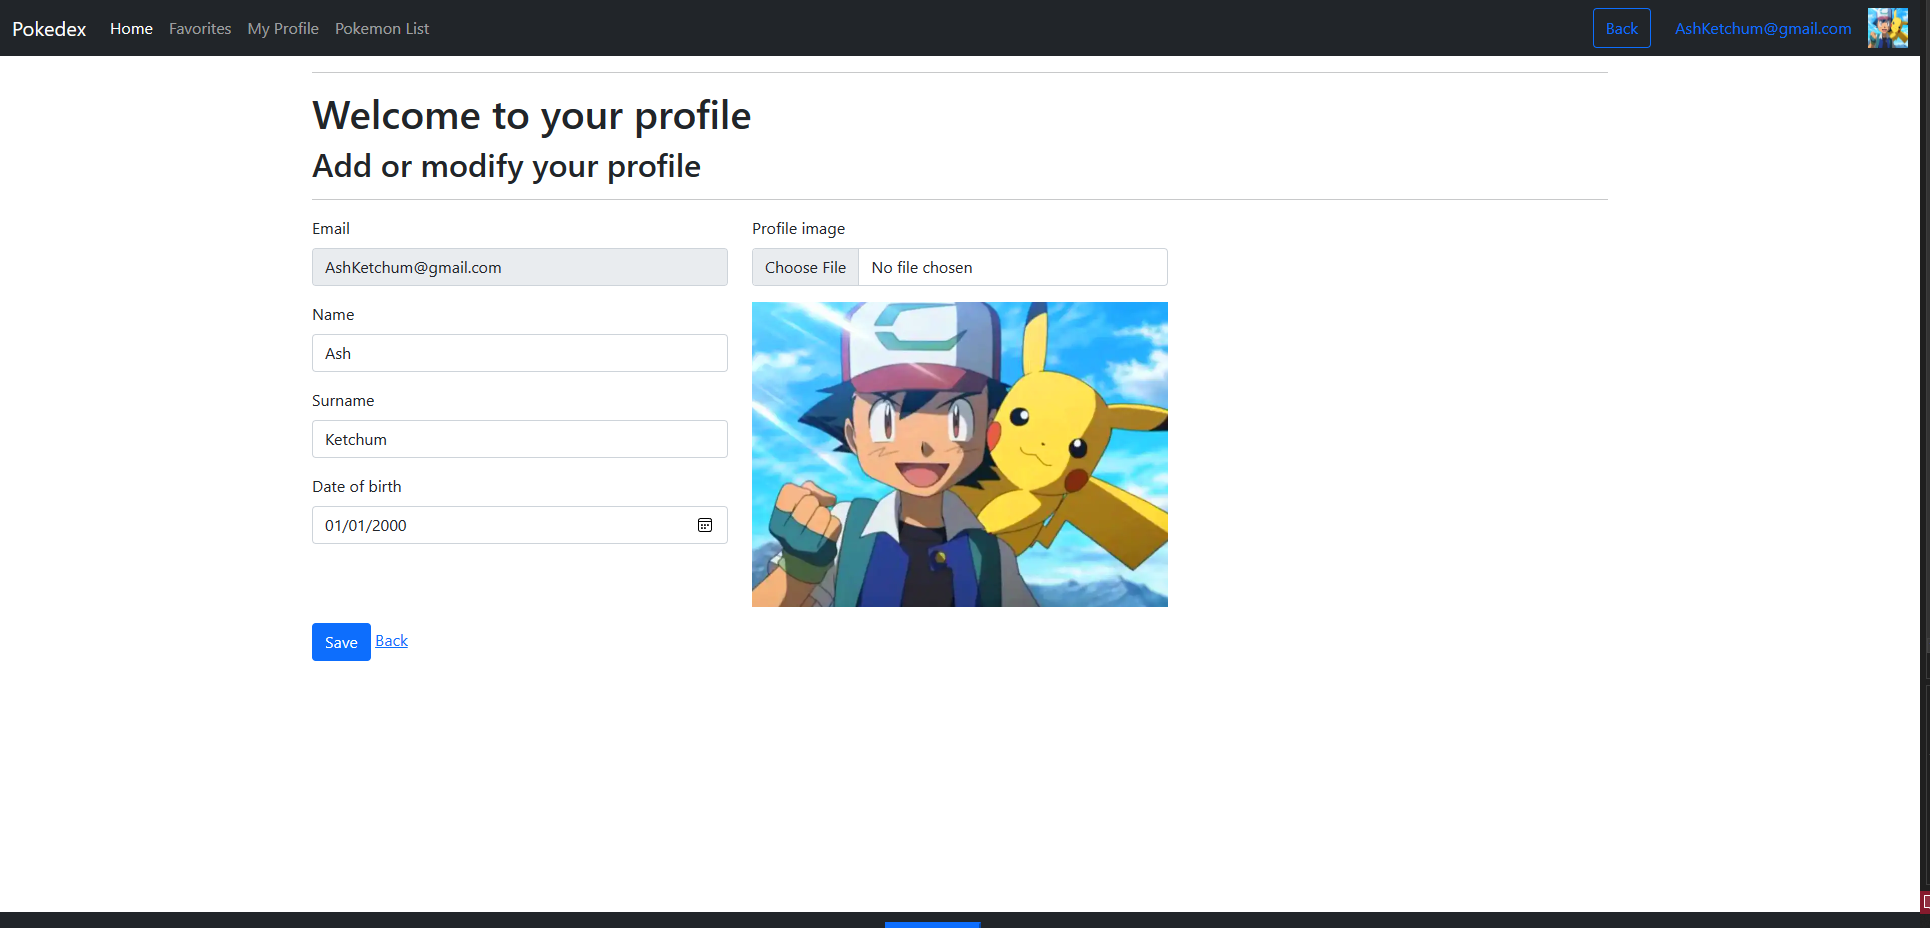 Pokedex Home Favorites My Profile Pokemon List Back AshKetchum@gmail.com
Welcome to your profile
Add or modify your profile
Email
AshKetchum@gmail.com
Name
Ash
Surname
Ketchum
Date of birth
01/01/2000
Profile image
Choose File No file chosen
Save Back